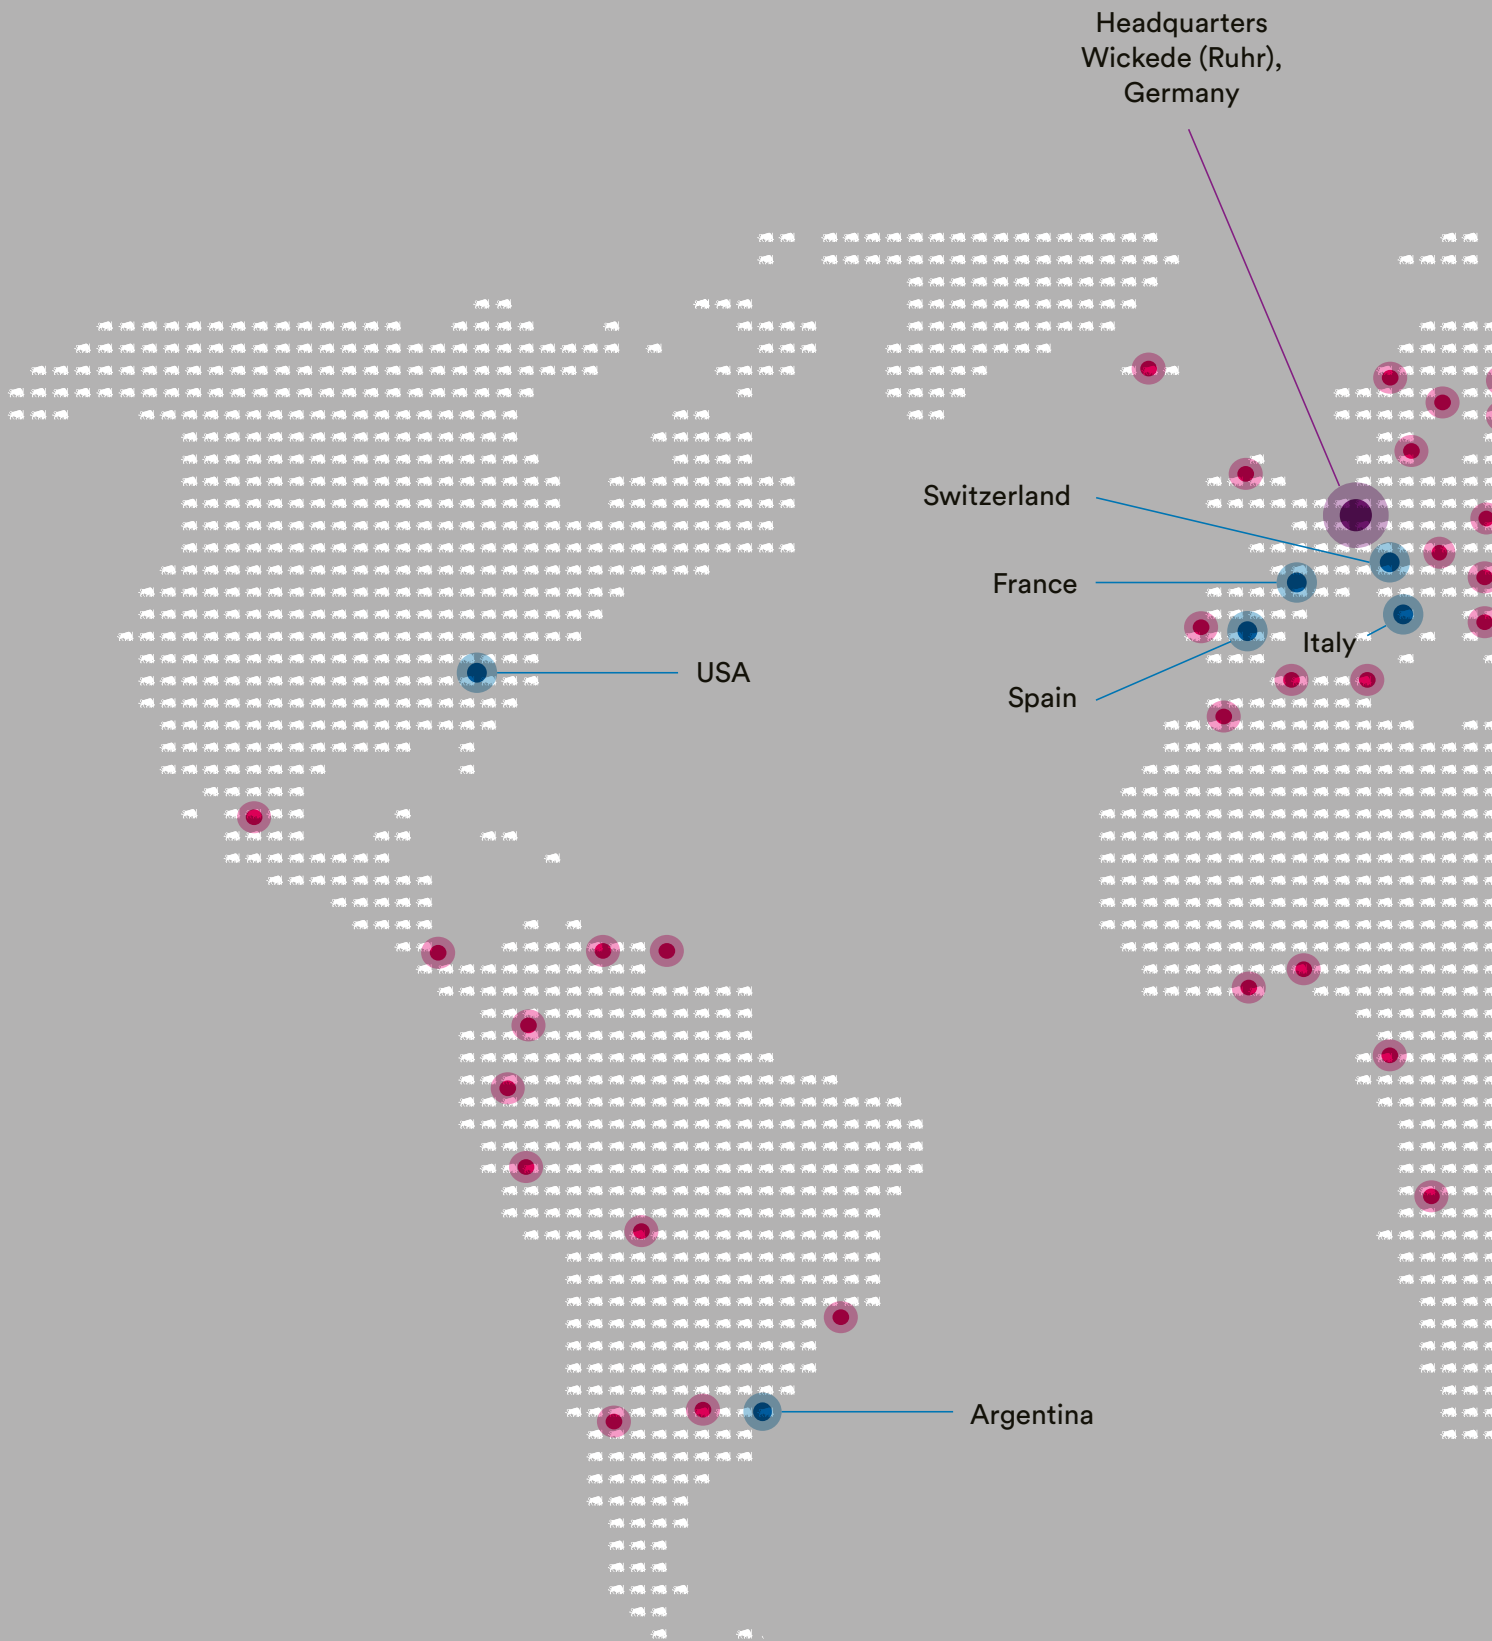 Headquarters
Wickede (Ruhr),
Germany
Switzerland
France
Italy
USA
Spain
Argentina